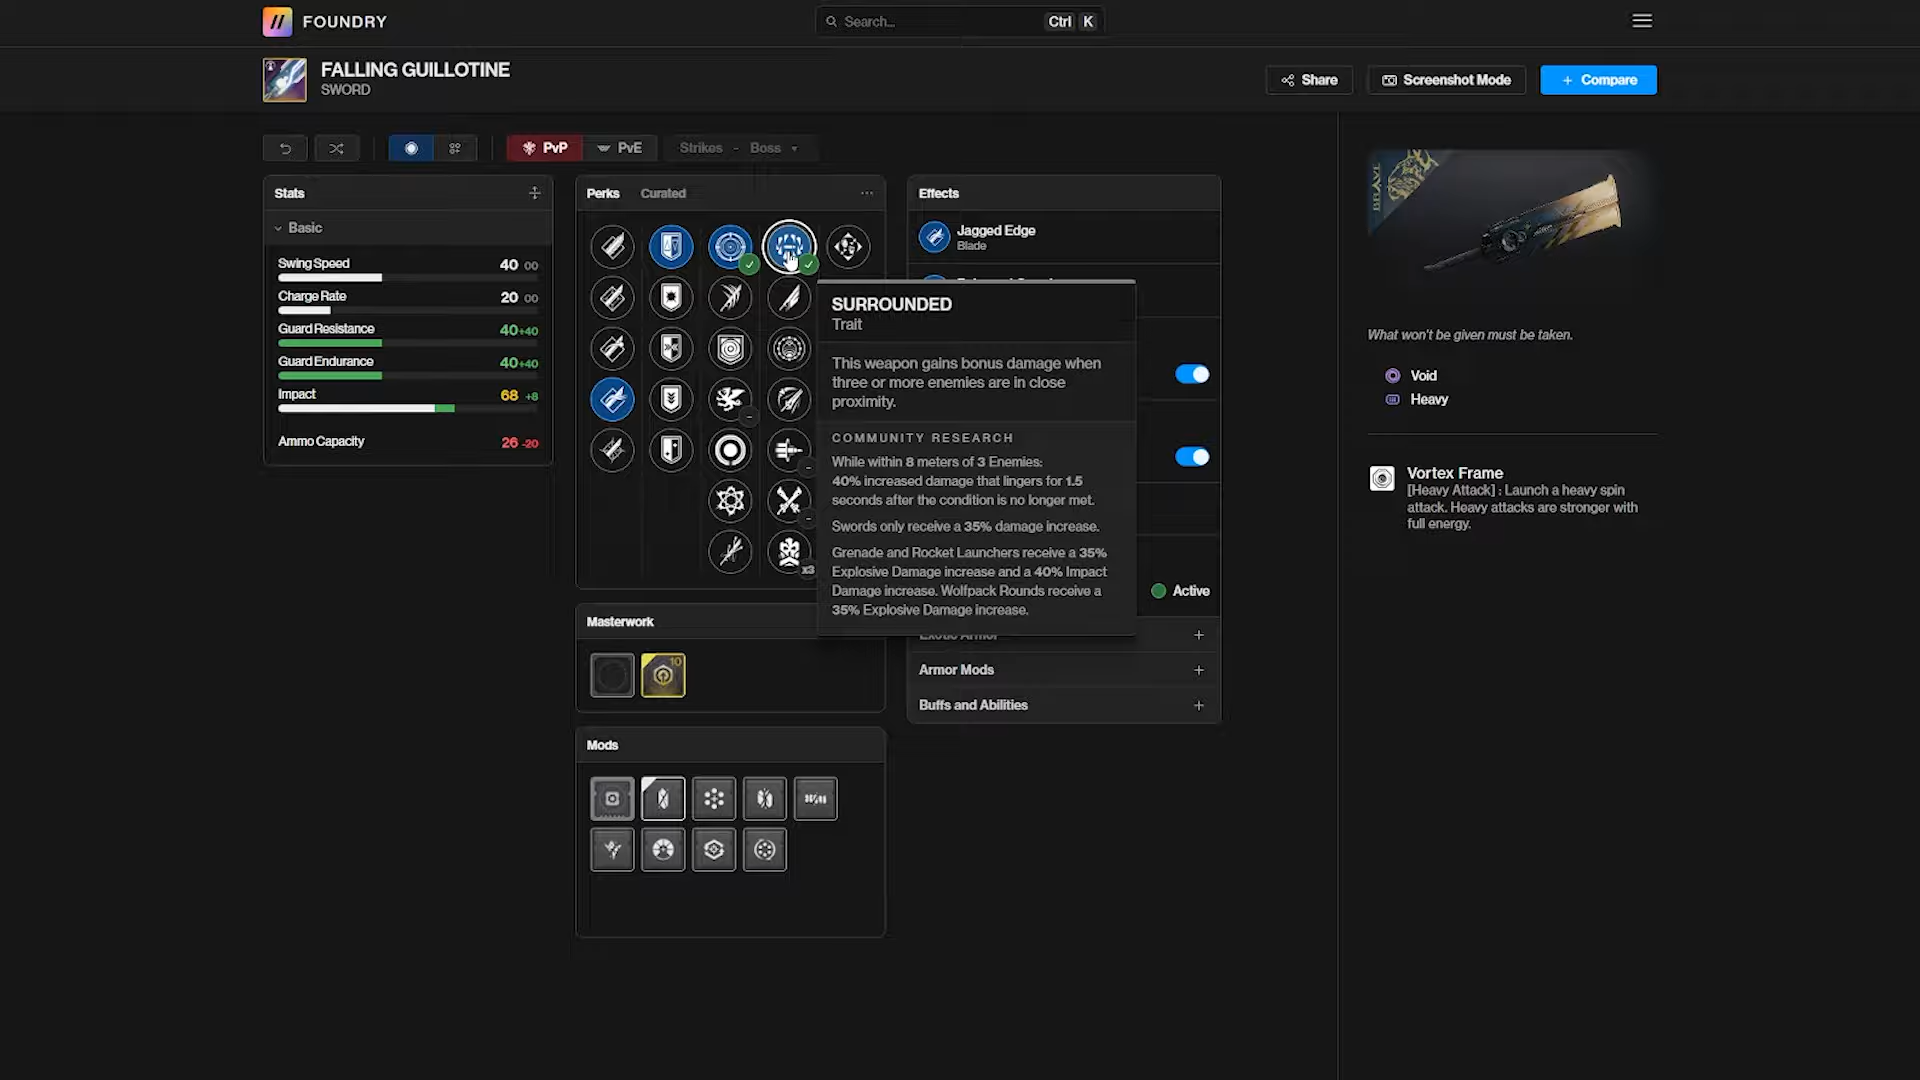 FOUNDRY
Search...
Ctrl K
FALLING GUILLOTINE
SWORD
Share
Screenshot Mode
+ Compare
PvP
PvE
Strikes - Boss
Stats
Basic
Swing Speed 40 00
Charge Rate 20 00
Guard Resistance 40+40
Guard Endurance 40+40
Impact 68 +8
Ammo Capacity 26 -20
Perks Curated
x3
Masterwork
10
Mods
Effects
Jagged Edge
Blade
SURROUNDED
Trait
This weapon gains bonus damage when
three or more enemies are in close
proximity.
COMMUNITY RESEARCH
While within 8 meters of 3 Enemies:
40% increased damage that lingers for 1.5
seconds after the condition is no longer met.
Swords only receive a 35% damage increase.
Grenade and Rocket Launchers receive a 35%
Explosive Damage increase and a 40% Impact
Damage increase. Wolfpack Rounds receive a
35% Explosive Damage increase.
Active
Exotic Armor +
Armor Mods +
Buffs and Abilities +
BRAVE
What won't be given must be taken.
Void
Heavy
Vortex Frame
[Heavy Attack] : Launch a heavy spin
attack. Heavy attacks are stronger with
full energy.